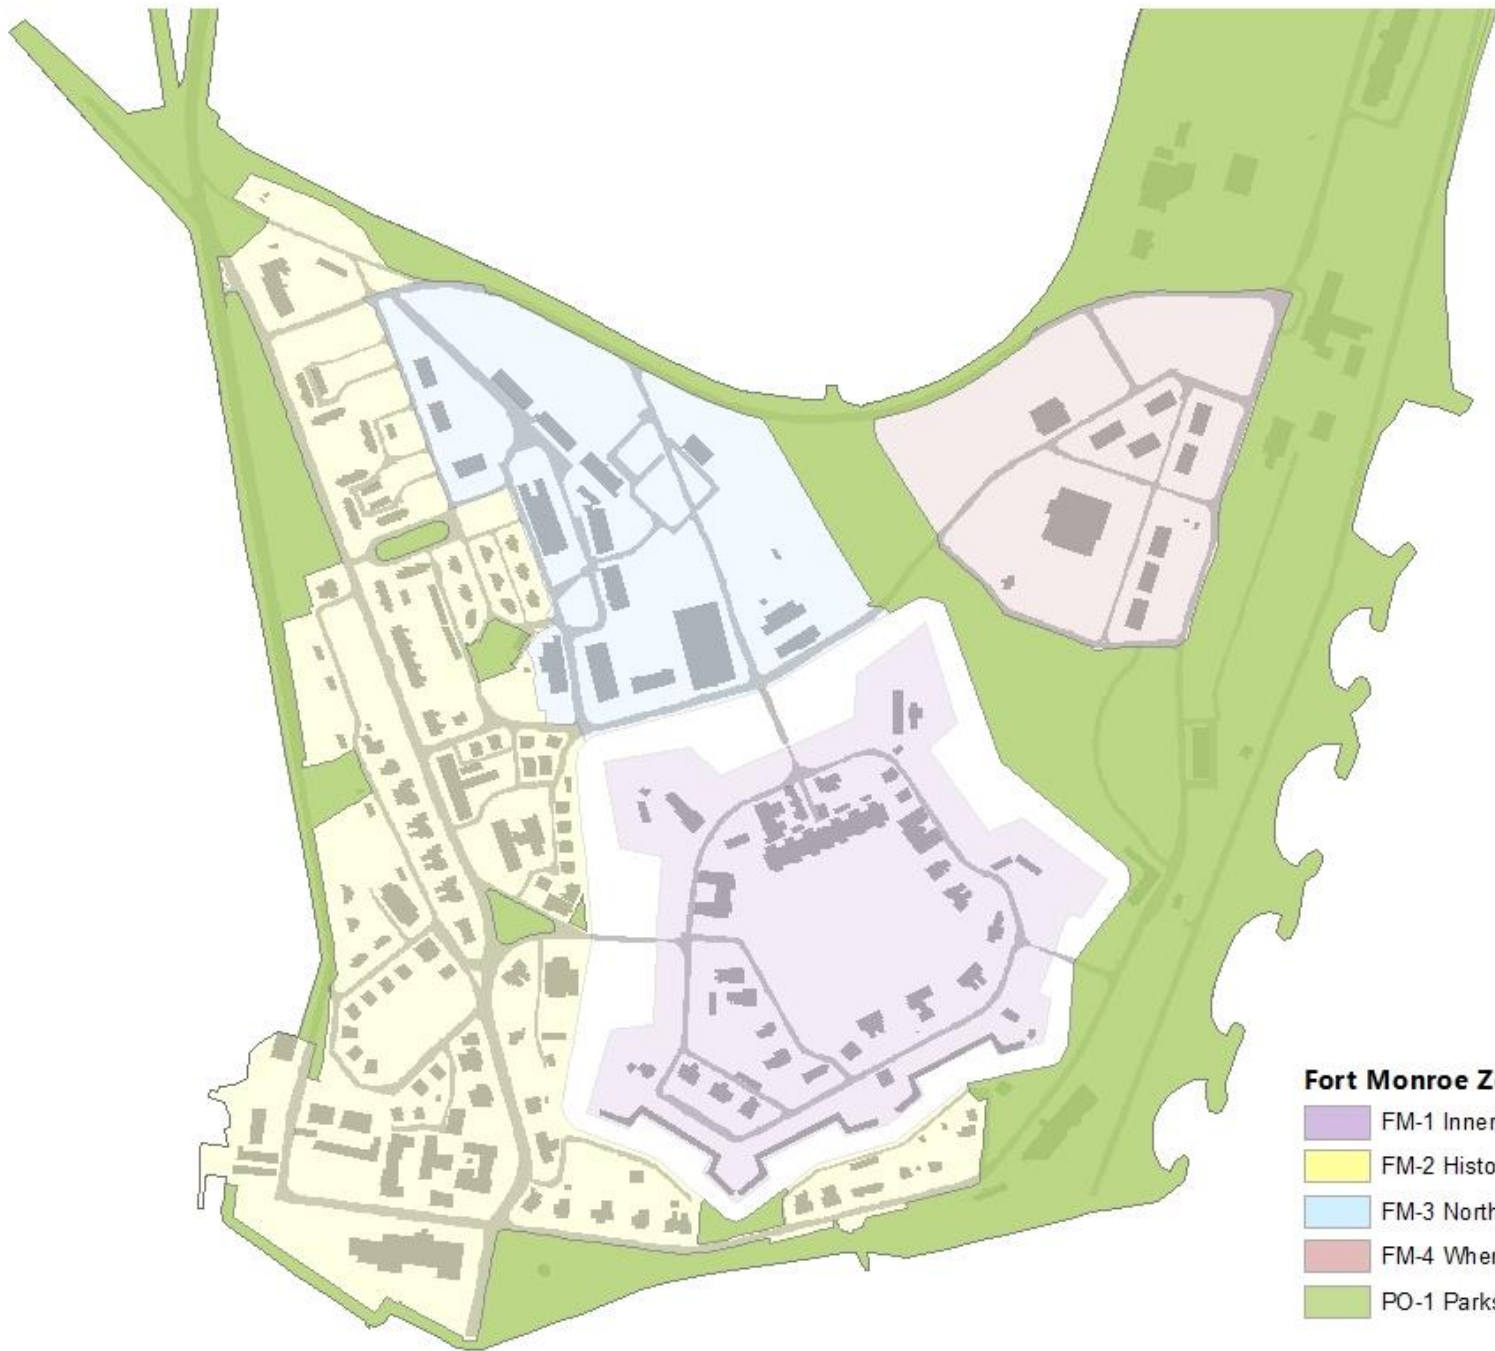 Fort Monroe Z
FM-1 Inner
FM-2 Histo
FM-3 North
FM-4 Wher
PO-1 Parks